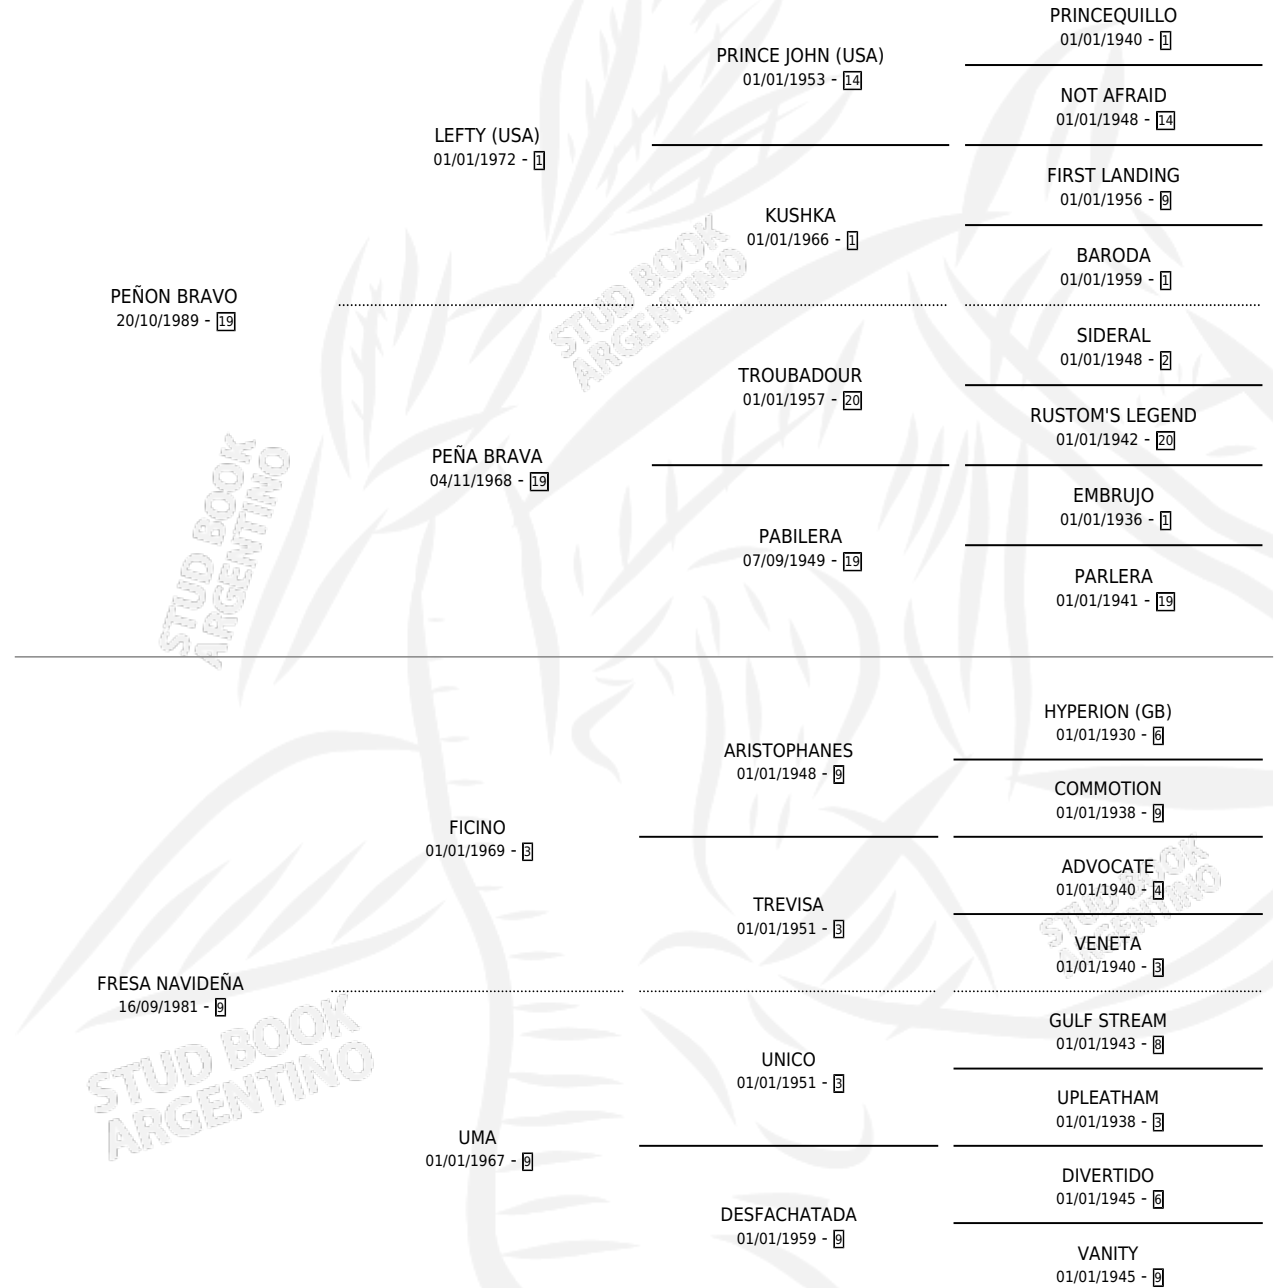 PRINCEQUILLO
01/01/1940 - 1
PRINCE JOHN (USA)
01/01/1953 - 14
NOT AFRAID
01/01/1948 - 14
LEFTY (USA)
01/01/1972 - 1
FIRST LANDING
01/01/1956 - 9
KUSHKA
01/01/1966 - 1
BARODA
01/01/1959 - 1
PEÑON BRAVO
20/10/1989 - 19
SIDERAL
01/01/1948 - 2
TROUBADOUR
01/01/1957 - 20
RUSTOM'S LEGEND
01/01/1942 - 20
PEÑA BRAVA
04/11/1968 - 19
EMBRUJO
01/01/1936 - 1
PABILERA
07/09/1949 - 19
PARLERA
01/01/1941 - 19
HYPERION (GB)
01/01/1930 - 6
ARISTOPHANES
01/01/1948 - 9
COMMOTION
01/01/1938 - 9
FICINO
01/01/1969 - 3
ADVOCATE
01/01/1940 - 4
TREVISA
01/01/1951 - 3
VENETA
01/01/1940 - 3
FRESA NAVIDEÑA
16/09/1981 - 9
GULF STREAM
01/01/1943 - 8
UNICO
01/01/1951 - 3
UPLEATHAM
01/01/1938 - 3
UMA
01/01/1967 - 9
DIVERTIDO
01/01/1945 - 6
DESFACHATADA
01/01/1959 - 9
VANITY
01/01/1945 - 9
STUD BOOK
ARGENTINO
STUD BOOK
ARGENTINO
STUD BOOK
ARGENTINO
STUD BOOK
ARGENTINO